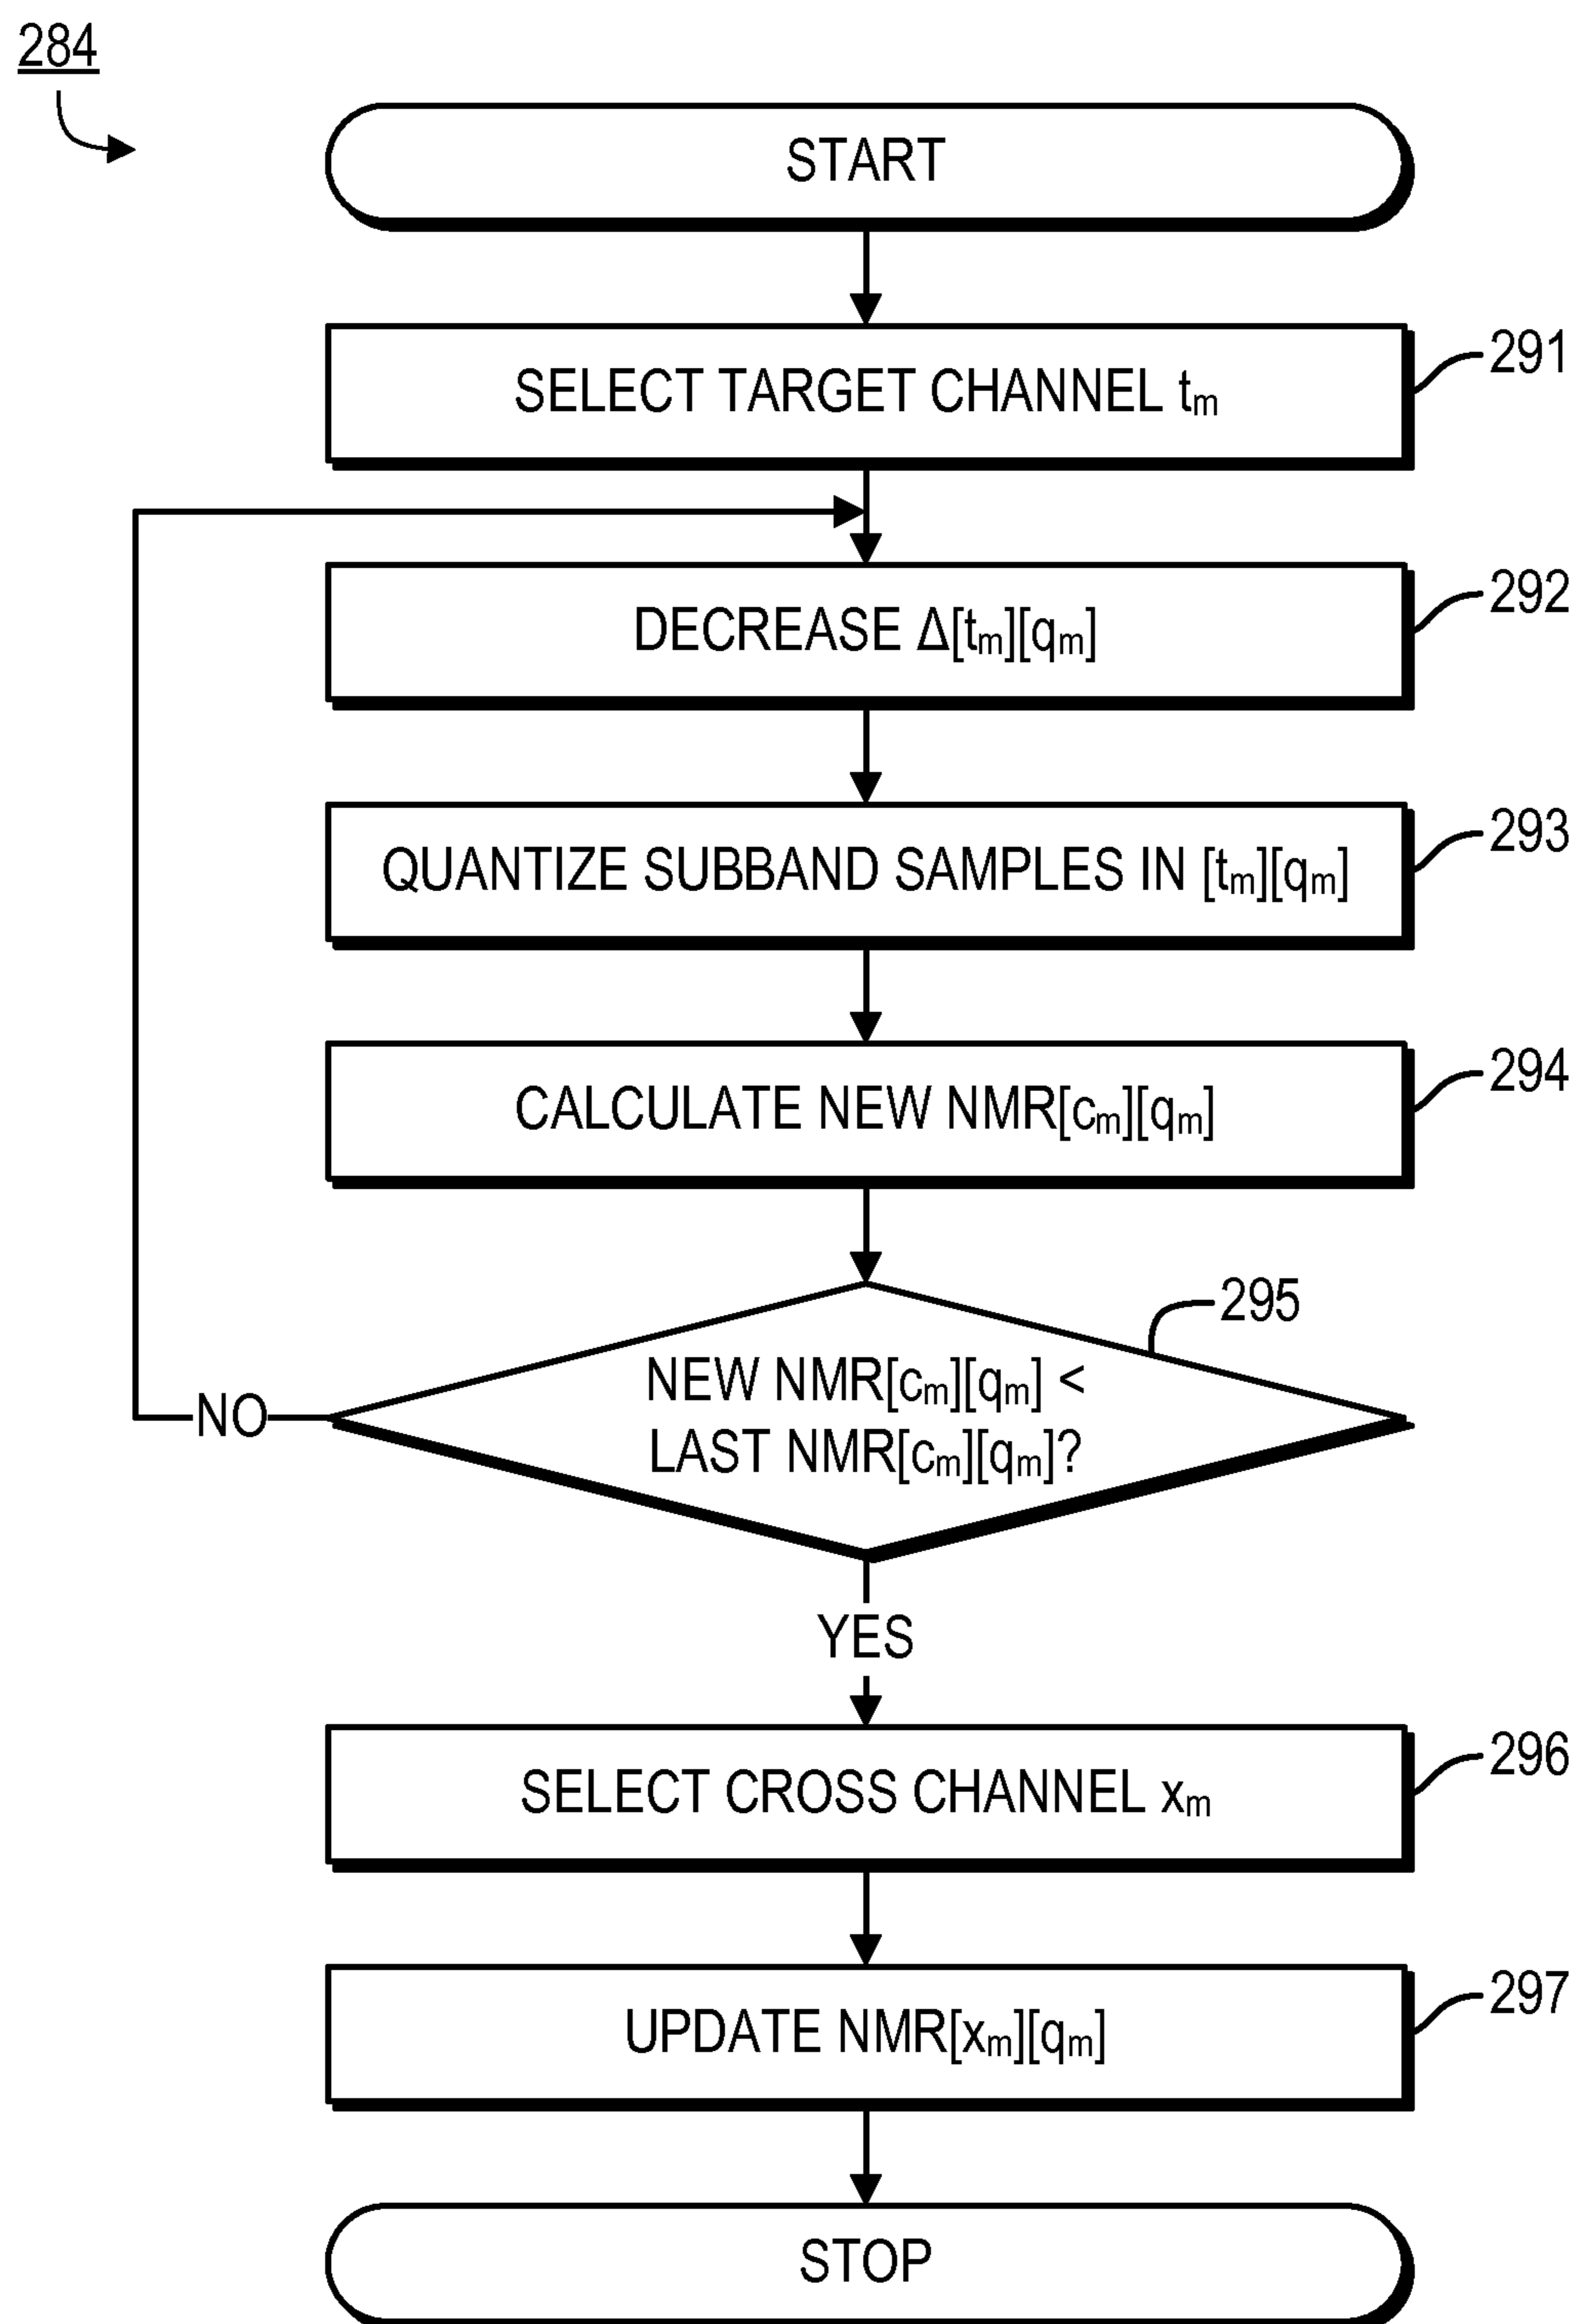 284
START
SELECT TARGET CHANNEL tₘ
291
DECREASE Δ[tₘ][qₘ]
292
QUANTIZE SUBBAND SAMPLES IN [tₘ][qₘ]
293
CALCULATE NEW NMR[cₘ][qₘ]
294
295
NEW NMR[cₘ][qₘ] <
LAST NMR[cₘ][qₘ]?
NO
YES
SELECT CROSS CHANNEL xₘ
296
UPDATE NMR[xₘ][qₘ]
297
STOP